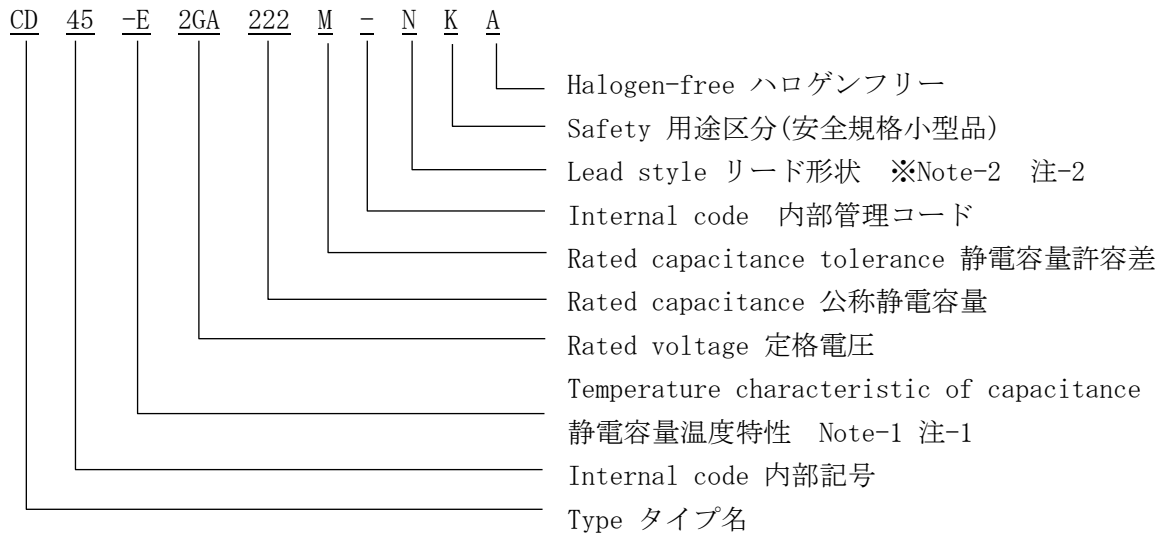 CD 45 -E 2GA 222 M - N K A
Halogen-free ハロゲンフリー
Safety 用途区分(安全規格小型品)
Lead style リード形状　※Note-2　注-2
Internal code　内部管理コード
Rated capacitance tolerance 静電容量許容差
Rated capacitance 公称静電容量
Rated voltage 定格電圧
Temperature characteristic of capacitance
静電容量温度特性　Note-1 注-1
Internal code 内部記号
Type タイプ名